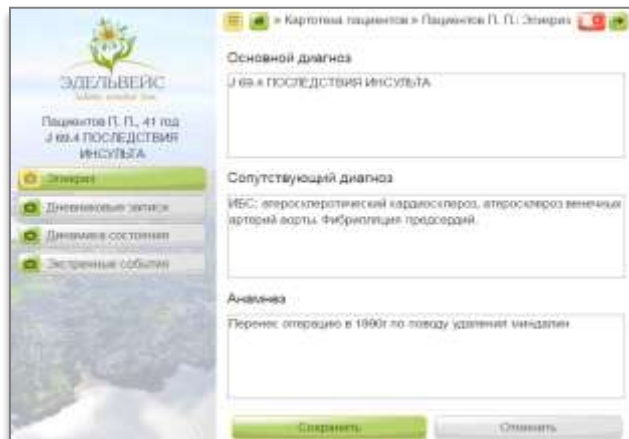 » Картотека пациентов » Пациентов П. П.: Эпикриз
ЭДЕЛЬВЕЙС
Пациентов П. П., 41 год
J 69.4 ПОСЛЕДСТВИЯ
ИНСУЛЬТА
Эпикриз
Дневниковые записи
Динамика состояния
Экстренные события
Основной диагноз
J 69.4 ПОСЛЕДСТВИЯ ИНСУЛЬТА
Сопутствующий диагноз
ИБС: атеросклеротический кардиосклероз, атеросклероз венечных
артерий аорты. Фибрилляция предсердий.
Анамнез
Перенес операцию в 1990г по поводу удаления миндалин
Сохранить
Отменить